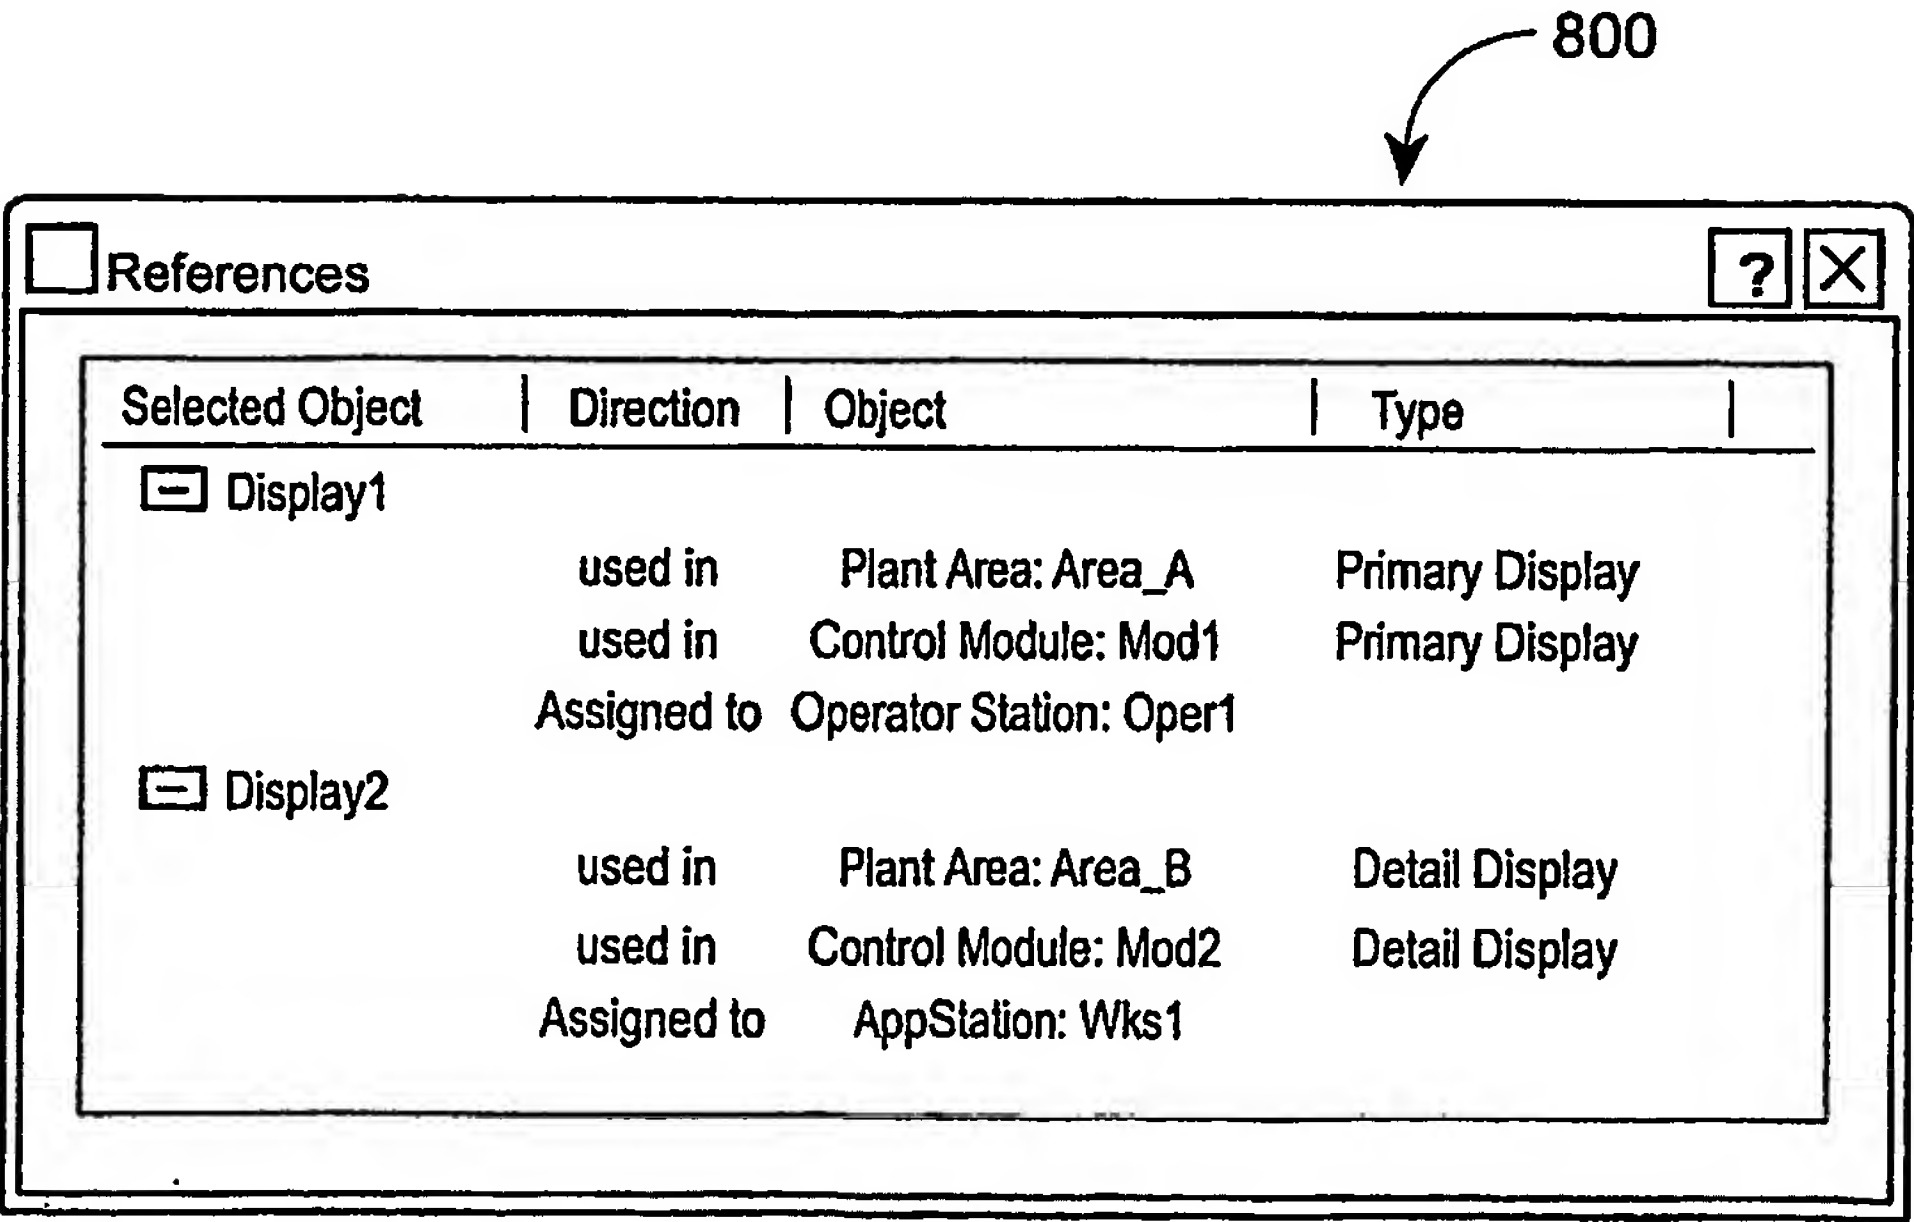 800
References ? X
Selected Object | Direction | Object | Type |
Display1
used in Plant Area: Area_A Primary Display
used in Control Module: Mod1 Primary Display
Assigned to Operator Station: Oper1
Display2
used in Plant Area: Area_B Detail Display
used in Control Module: Mod2 Detail Display
Assigned to AppStation: Wks1